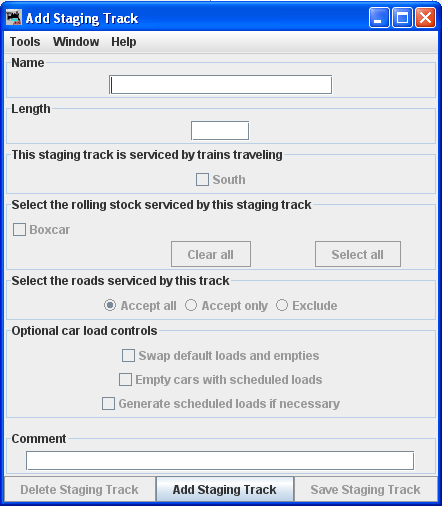 Add Staging Track
Tools Window Help
Name
Length
This staging track is serviced by trains traveling
South
Select the rolling stock serviced by this staging track
Boxcar
Clear all Select all
Select the roads serviced by this track
Accept all Accept only Exclude
Optional car load controls
Swap default loads and empties
Empty cars with scheduled loads
Generate scheduled loads if necessary
Comment
Delete Staging Track Add Staging Track Save Staging Track